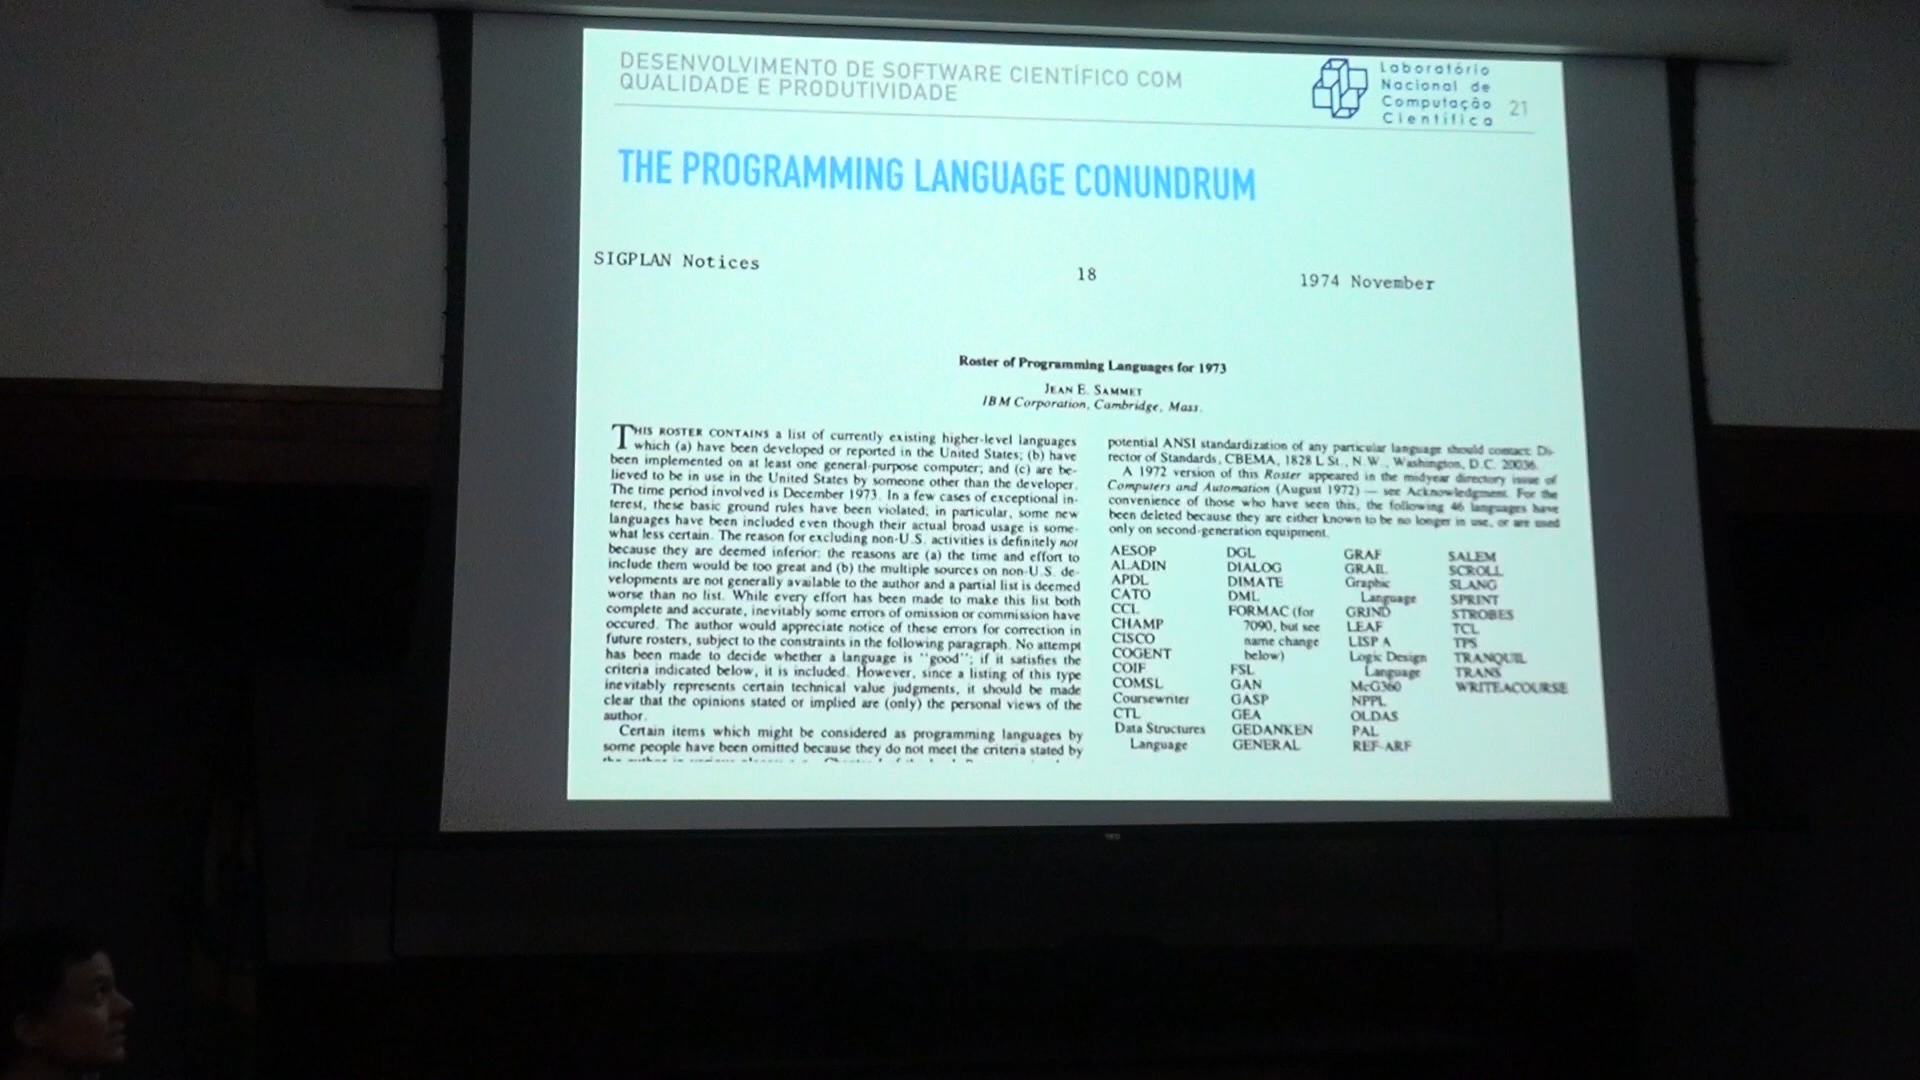 DESENVOLVIMENTO DE SOFTWARE CIENTÍFICO COM
QUALIDADE E PRODUTIVIDADE
Laboratório
Nacional de
Computação
Científica
21
THE PROGRAMMING LANGUAGE CONUNDRUM
SIGPLAN Notices
18
1974 November
Roster of Programming Languages for 1973
JEAN E. SAMMET
IBM Corporation, Cambridge, Mass.
THIS ROSTER CONTAINS a list of currently existing higher-level languages
which (a) have been developed or reported in the United States; (b) have
been implemented on at least one general-purpose computer; and (c) are be-
lieved to be in use in the United States by someone other than the developer.
The time period involved is December 1973. In a few cases of exceptional in-
terest, these basic ground rules have been violated; in particular, some new
languages have been included even though their actual broad usage is some-
what less certain. The reason for excluding non-U.S. activities is definitely not
because they are deemed inferior: the reasons are (a) the time and effort to
include them would be too great and (b) the multiple sources on non-U.S. de-
velopments are not generally available to the author and a partial list is deemed
worse than no list. While every effort has been made to make this list both
complete and accurate, inevitably some errors of omission or commission have
occured. The author would appreciate notice of these errors for correction in
future rosters, subject to the constraints in the following paragraph. No attempt
has been made to decide whether a language is "good"; if it satisfies the
criteria indicated below, it is included. However, since a listing of this type
inevitably represents certain technical value judgments, it should be made
clear that the opinions stated or implied are (only) the personal views of the
author.
Certain items which might be considered as programming languages by
some people have been omitted because they do not meet the criteria stated by
potential ANSI standardization of any particular language should contact: Di-
rector of Standards, CBEMA, 1828 L St., N.W., Washington, D.C. 20036.
A 1972 version of this Roster appeared in the midyear directory issue of
Computers and Automation (August 1972) — see Acknowledgment. For the
convenience of those who have seen this, the following 46 languages have
been deleted because they are either known to be no longer in use, or are used
only on second-generation equipment.
AESOP
ALADIN
APDL
CATO
CCL
CHAMP
CISCO
COGENT
COIF
COMSL
Coursewriter
CTL
Data Structures
Language
DGL
DIALOG
DIMATE
DML
FORMAC (for
7090, but see
name change
below)
FSL
GAN
GASP
GEA
GEDANKEN
GENERAL
GRAF
GRAIL
Graphic
Language
GRIND
LEAF
LISP A
Logic Design
Language
McG360
NPPL
OLDAS
PAL
REF-ARF
SALEM
SCROLL
SLANG
SPRINT
STROBES
TCL
TPS
TRANQUIL
TRANS
WRITEACOURSE